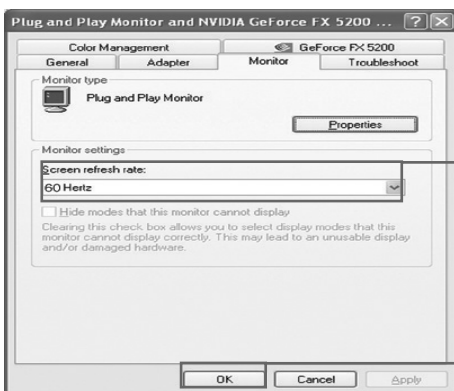 Plug and Play Monitor and NVIDIA GeForce FX 5200 ...
Color Management
GeForce FX 5200
General
Adapter
Monitor
Troubleshoot
Monitor type
Plug and Play Monitor
Properties
Monitor settings
Screen refresh rate:
60 Hertz
Hide modes that this monitor cannot display
Clearing this check box allows you to select display modes that this
monitor cannot display correctly. This may lead to an unusable display
and/or damaged hardware.
OK
Cancel
Apply